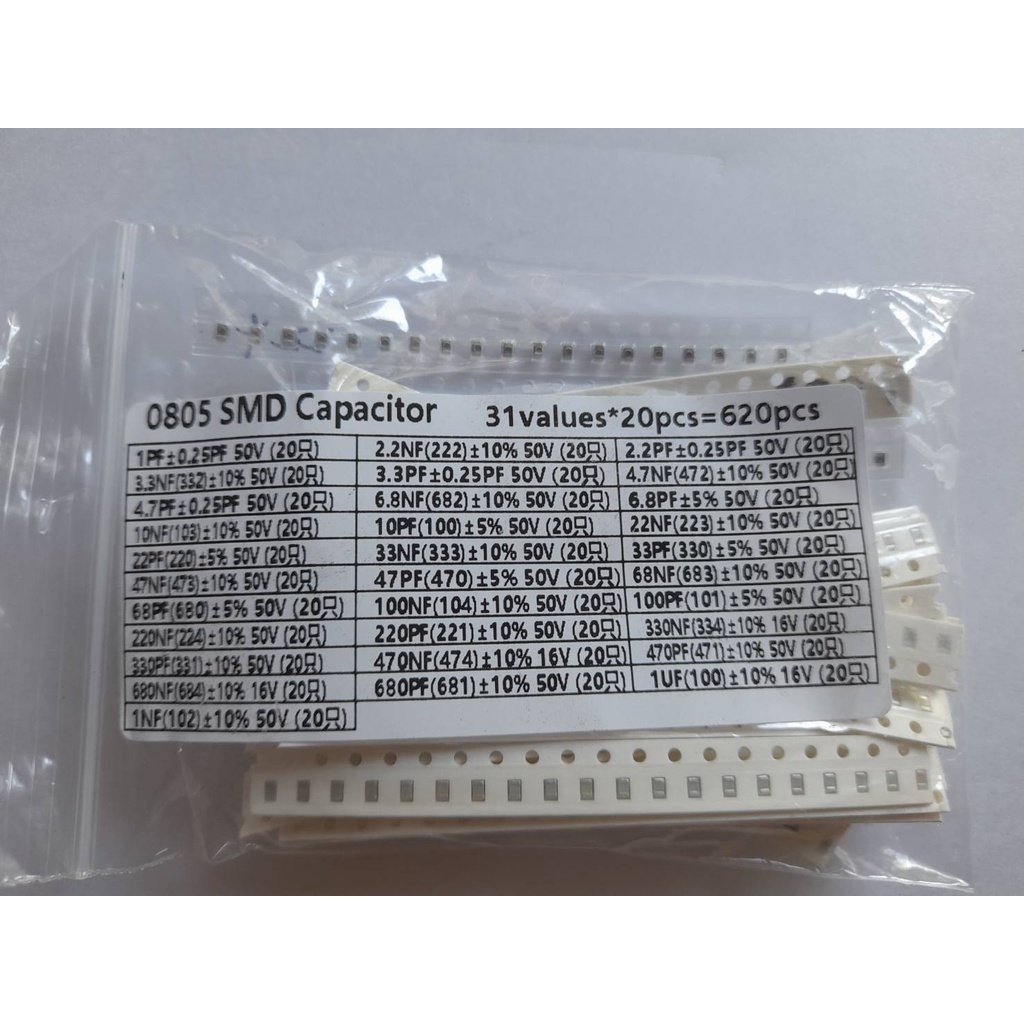 0805 SMD Capacitor 31values*20pcs=620pcs
1PF±0.25PF 50V (20只) 2.2NF(222)±10% 50V (20只) 2.2PF±0.25PF 50V (20只)
3.3NF(332)±10% 50V (20只) 3.3PF±0.25PF 50V (20只) 4.7NF(472)±10% 50V (20只)
4.7PF±0.25PF 50V (20只) 6.8NF(682)±10% 50V (20只) 6.8PF±5% 50V (20只)
10NF(103)±10% 50V (20只) 10PF(100)±5% 50V (20只) 22NF(223)±10% 50V (20只)
22PF(220)±5% 50V (20只) 33NF(333)±10% 50V (20只) 33PF(330)±5% 50V (20只)
47NF(473)±10% 50V (20只) 47PF(470)±5% 50V (20只) 68NF(683)±10% 50V (20只)
68PF(680)±5% 50V (20只) 100NF(104)±10% 50V (20只) 100PF(101)±5% 50V (20只)
220NF(224)±10% 50V (20只) 220PF(221)±10% 50V (20只) 330NF(334)±10% 16V (20只)
330PF(331)±10% 50V (20只) 470NF(474)±10% 16V (20只) 470PF(471)±10% 50V (20只)
680NF(684)±10% 16V (20只) 680PF(681)±10% 50V (20只) 1UF(100)±10% 16V (20只)
1NF(102)±10% 50V (20只)